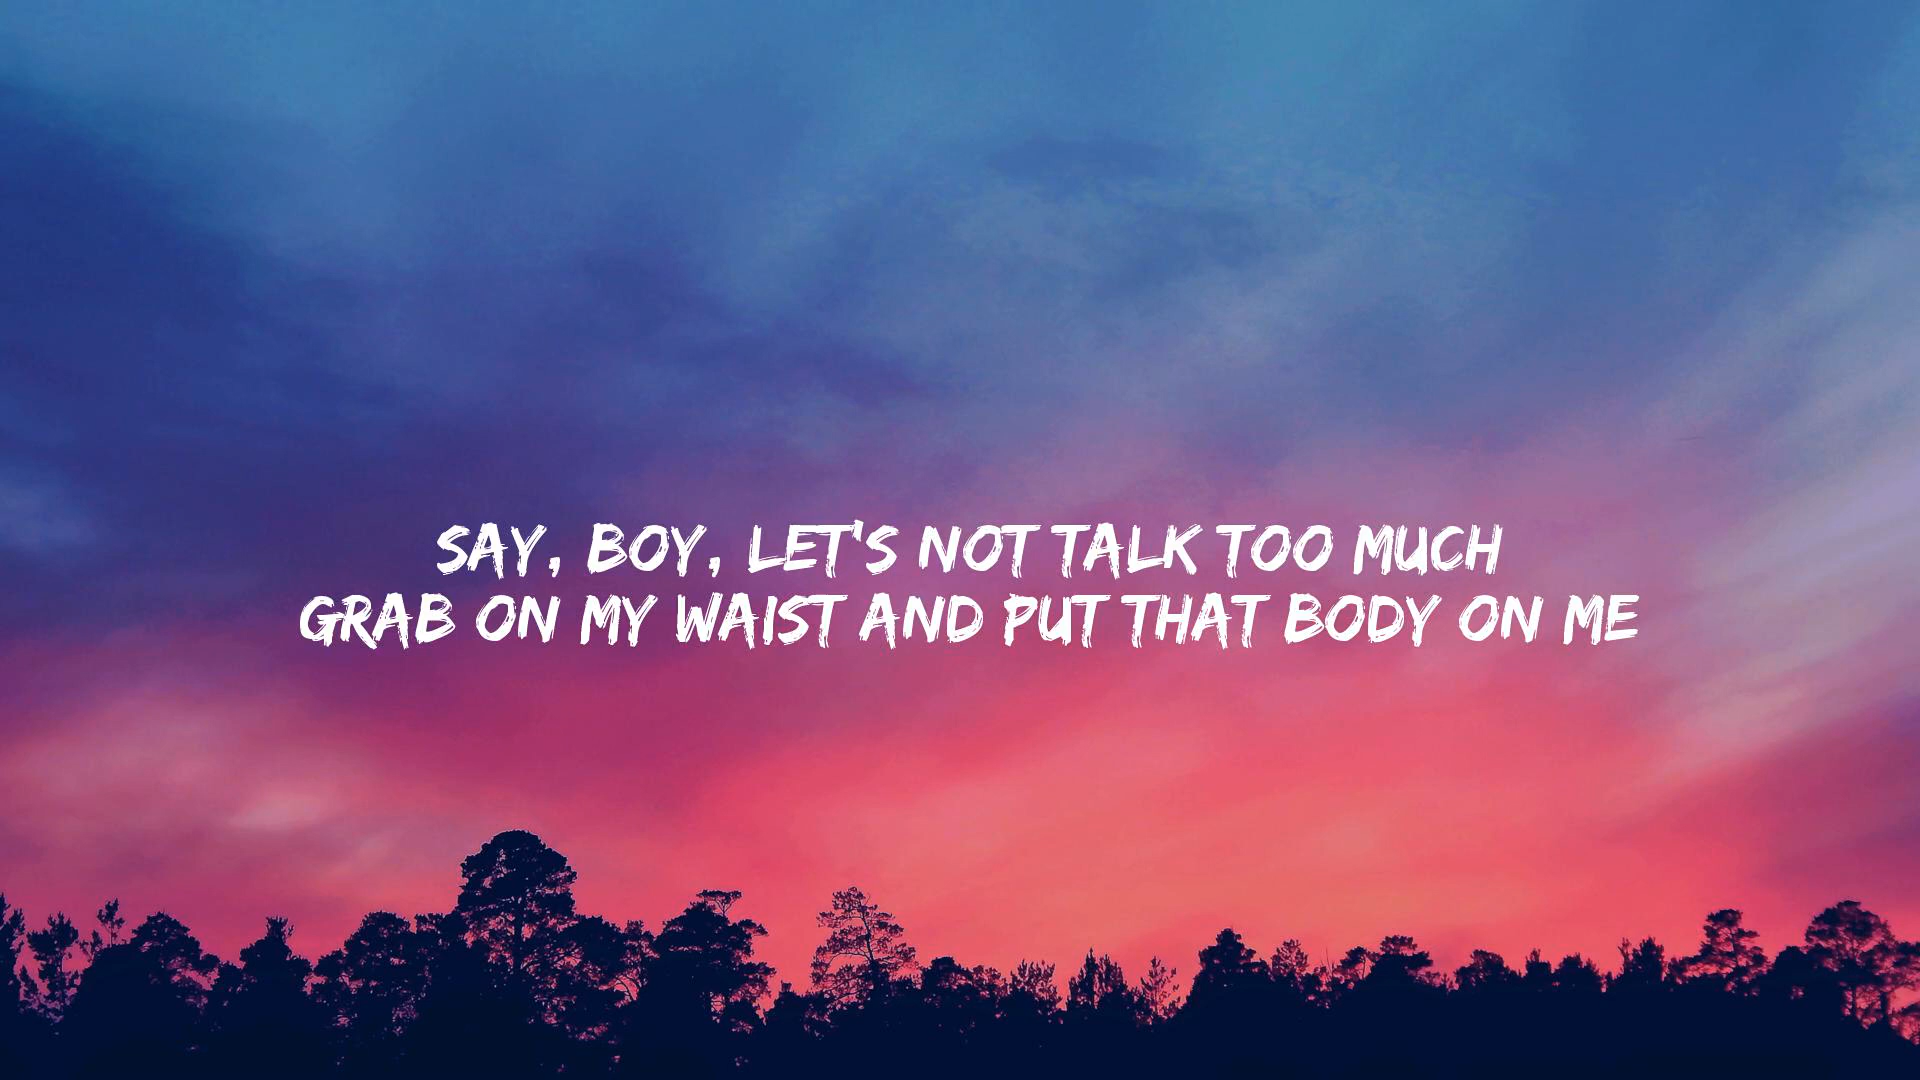 SAY, BOY, LET'S NOT TALK TOO MUCH
GRAB ON MY WAIST AND PUT THAT BODY ON ME